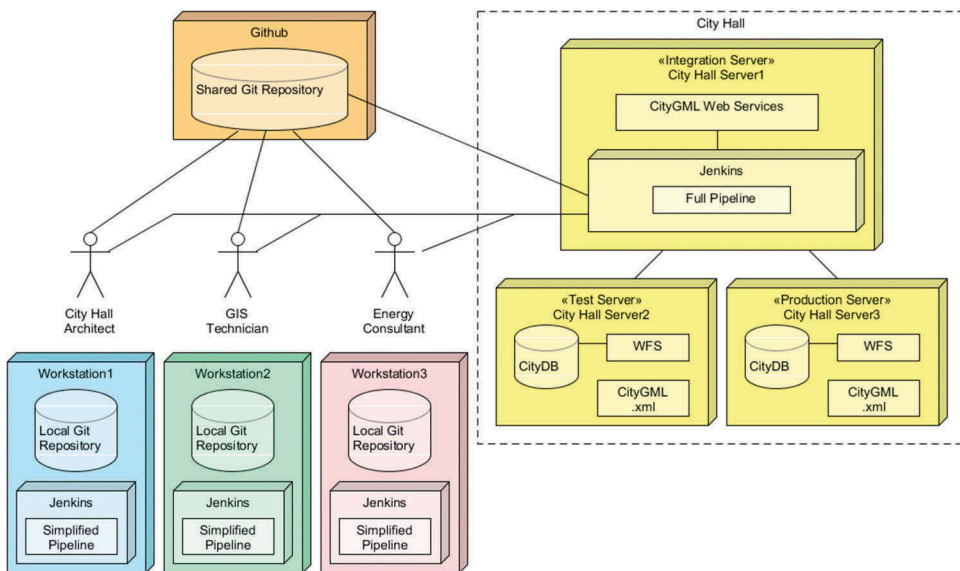 Github
Shared Git Repository
City Hall
«Integration Server»
City Hall Server1
CityGML Web Services
Jenkins
Full Pipeline
City Hall
Architect
GIS
Technician
Energy
Consultant
«Test Server»
City Hall Server2
CityDB
WFS
CityGML
.xml
«Production Server»
City Hall Server3
CityDB
WFS
CityGML
.xml
Workstation1
Local Git
Repository
Jenkins
Simplified
Pipeline
Workstation2
Local Git
Repository
Jenkins
Simplified
Pipeline
Workstation3
Local Git
Repository
Jenkins
Simplified
Pipeline